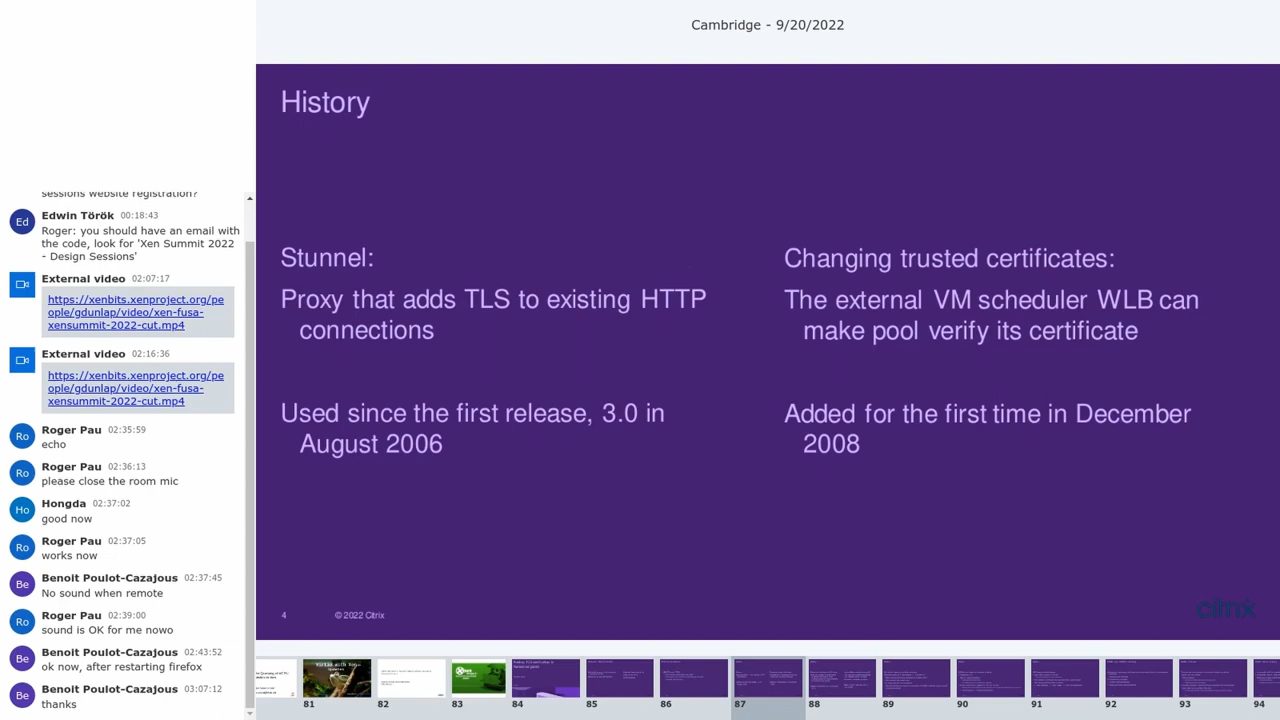 Cambridge - 9/20/2022
sessions website registration?
Ed
Edwin Török 00:18:43
Roger: you should have an email with
the code, look for 'Xen Summit 2022
- Design Sessions'
External video 02:07:17
https://xenbits.xenproject.org/pe
ople/gdunlap/video/xen-fusa-
xensummit-2022-cut.mp4
External video 02:16:36
https://xenbits.xenproject.org/pe
ople/gdunlap/video/xen-fusa-
xensummit-2022-cut.mp4
Ro
Roger Pau 02:35:59
echo
Ro
Roger Pau 02:36:13
please close the room mic
Ho
Hongda 02:37:02
good now
Ro
Roger Pau 02:37:05
works now
Be
Benoit Poulot-Cazajous 02:37:45
No sound when remote
Ro
Roger Pau 02:39:00
sound is OK for me nowo
Be
Benoit Poulot-Cazajous 02:43:52
ok now, after restarting firefox
Be
Benoit Poulot-Cazajous 03:07:12
thanks
History
Stunnel:
Proxy that adds TLS to existing HTTP
connections
Used since the first release, 3.0 in
August 2006
Changing trusted certificates:
The external VM scheduler WLB can
make pool verify its certificate
Added for the first time in December
2008
4 © 2022 Citrix
citrix
81 82 83 84 85 86 87 88 89 90 91 92 93 94